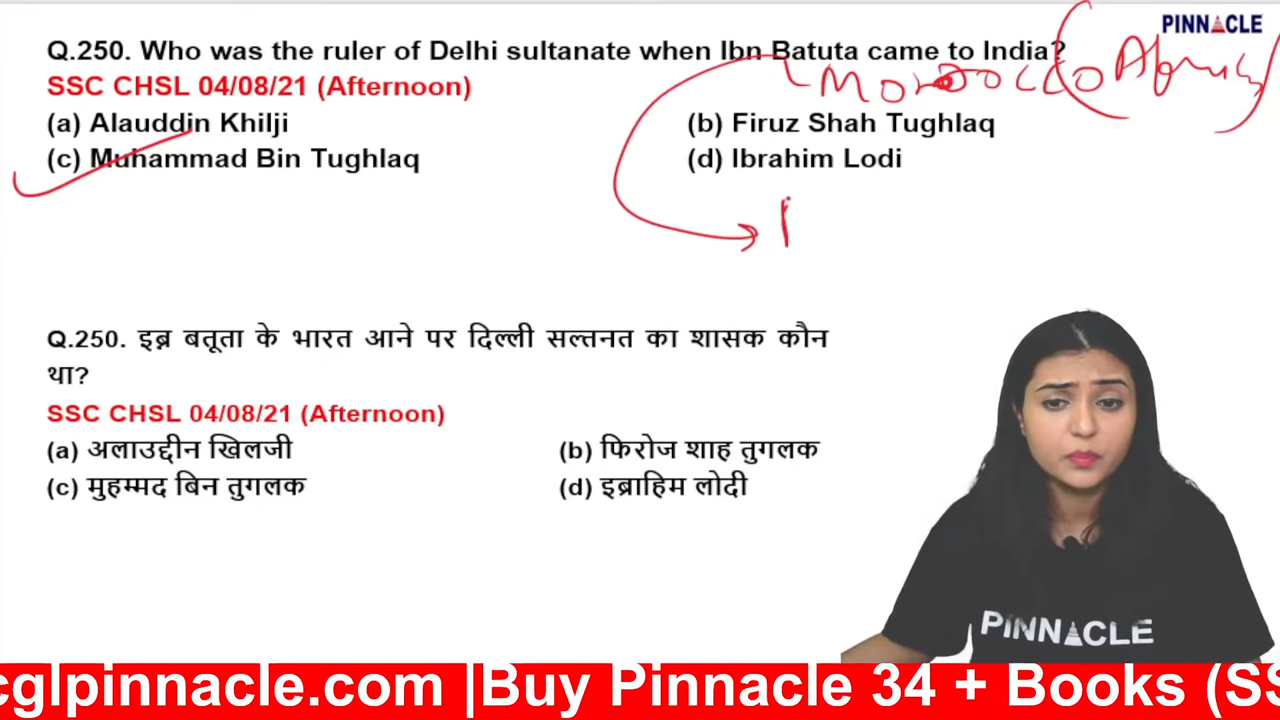 PINNACLE
Q.250. Who was the ruler of Delhi sultanate when Ibn Batuta came to India?
Morocco (Africa)
SSC CHSL 04/08/21 (Afternoon)
(a) Alauddin Khilji (b) Firuz Shah Tughlaq
(c) Muhammad Bin Tughlaq (d) Ibrahim Lodi
Q.250. इब्न बतूता के भारत आने पर दिल्ली सल्तनत का शासक कौन
था?
SSC CHSL 04/08/21 (Afternoon)
(a) अलाउद्दीन खिलजी (b) फिरोज शाह तुगलक
(c) मुहम्मद बिन तुगलक (d) इब्राहिम लोदी
PINNACLE
cglpinnacle.com |Buy Pinnacle 34 + Books (SS